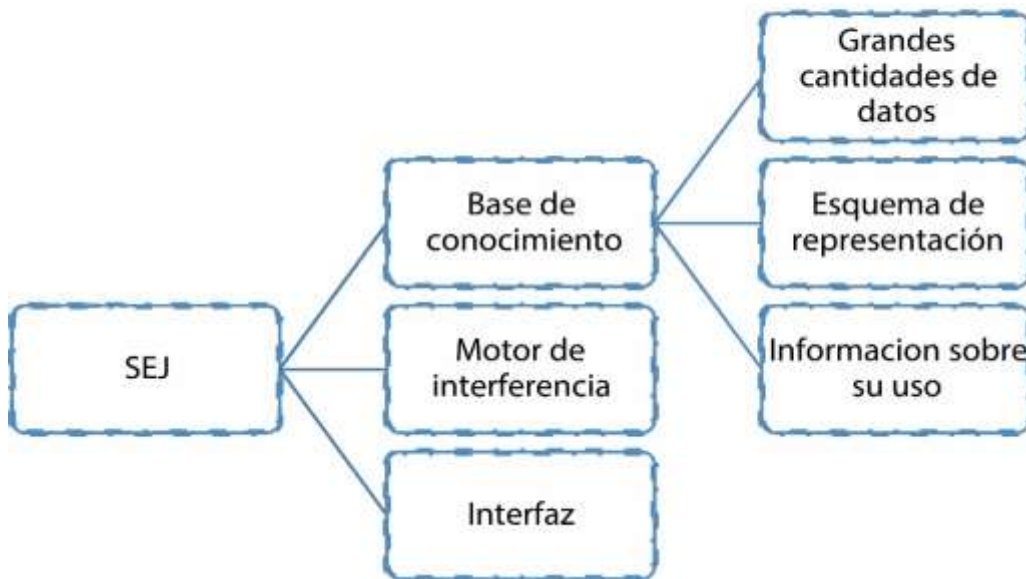 SEJ
Base de
conocimiento
Motor de
interferencia
Interfaz
Grandes
cantidades de
datos
Esquema de
representación
Informacion sobre
su uso